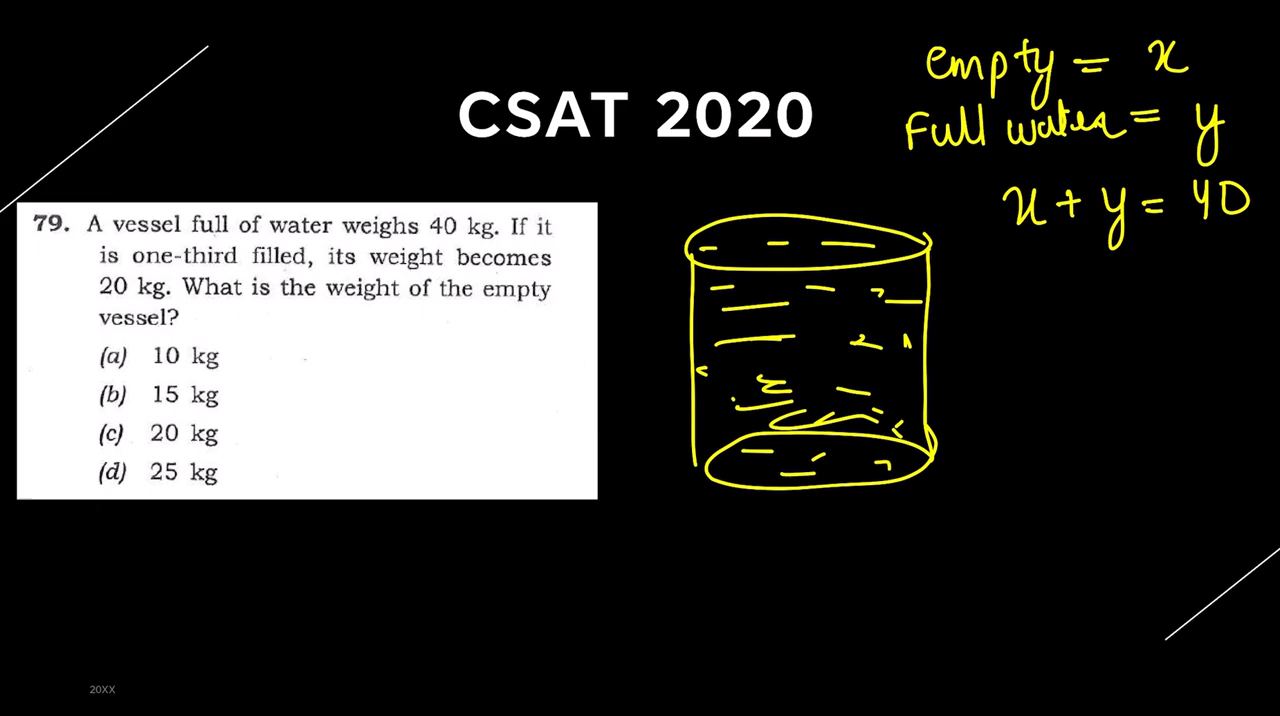 CSAT 2020
empty = x
Full water = y
x + y = 40
79. A vessel full of water weighs 40 kg. If it
is one-third filled, its weight becomes
20 kg. What is the weight of the empty
vessel?
(a) 10 kg
(b) 15 kg
(c) 20 kg
(d) 25 kg
20XX